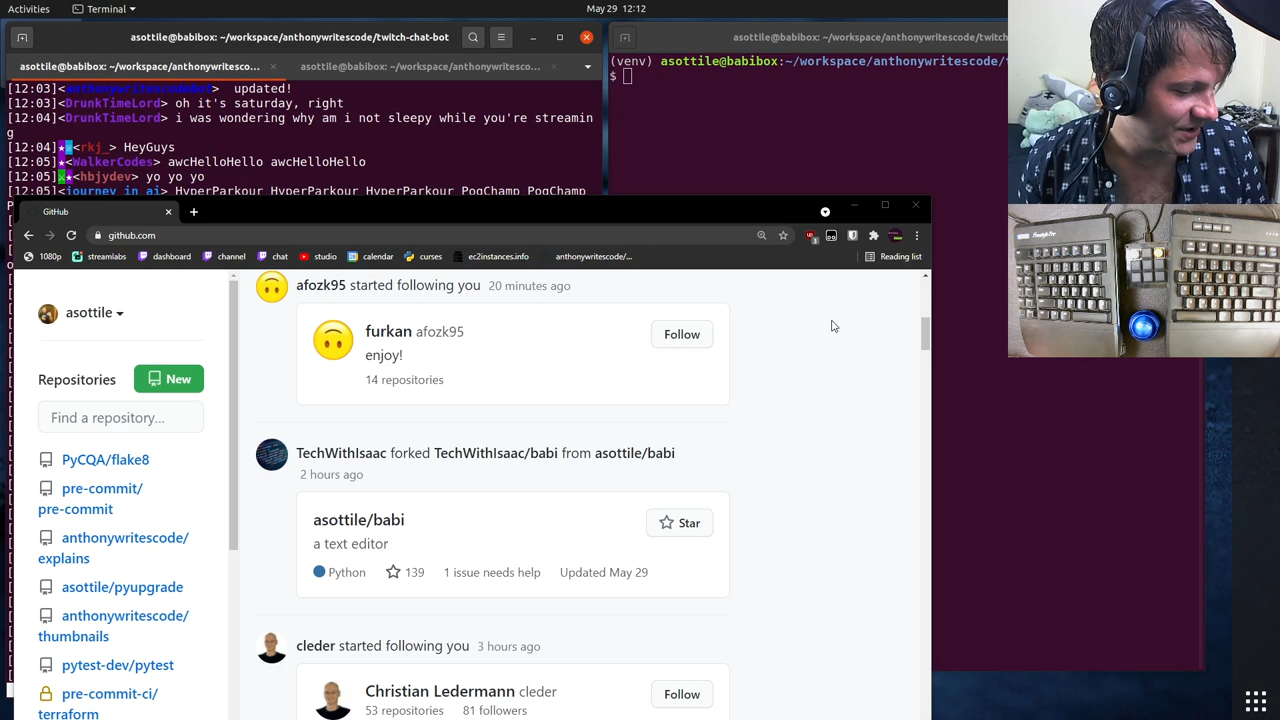 Activities
Terminal
May 29 12:12
asottile@babibox: ~/workspace/anthonywritescode/twitch-chat-bot
asottile@babibox: ~/workspace/anthonywritescode/twitch
asottile@babibox: ~/workspace/anthonywritesco... ×
asottile@babibox: ~/workspace/anthonywritesc... ×
(venv) asottile@babibox:~/workspace/anthonywritescode/t
$
[12:03]<anthonywritescodebot> updated!
[12:03]<DrunkTimeLord> oh it's saturday, right
[12:04]<DrunkTimeLord> i was wondering why am i not sleepy while you're streamin
g
[12:04]★<rkj_> HeyGuys
[12:05]★<WalkerCodes> awcHelloHello awcHelloHello
[12:05]★<hbjydev> yo yo yo
[12:05]<journey_in_ai> HyperParkour HyperParkour HyperParkour PogChamp PogChamp
GitHub
github.com
1080p
streamlabs
dashboard
channel
chat
studio
calendar
curses
ec2instances.info
anthonywritescode/...
Reading list
asottile
Repositories
New
Find a repository...
PyCQA/flake8
pre-commit/
pre-commit
anthonywritescode/
explains
asottile/pyupgrade
anthonywritescode/
thumbnails
pytest-dev/pytest
pre-commit-ci/
terraform
afozk95 started following you 20 minutes ago
furkan afozk95
Follow
enjoy!
14 repositories
TechWithIsaac forked TechWithIsaac/babi from asottile/babi
2 hours ago
asottile/babi
Star
a text editor
Python
139
1 issue needs help
Updated May 29
cleder started following you 3 hours ago
Christian Ledermann cleder
Follow
53 repositories
81 followers